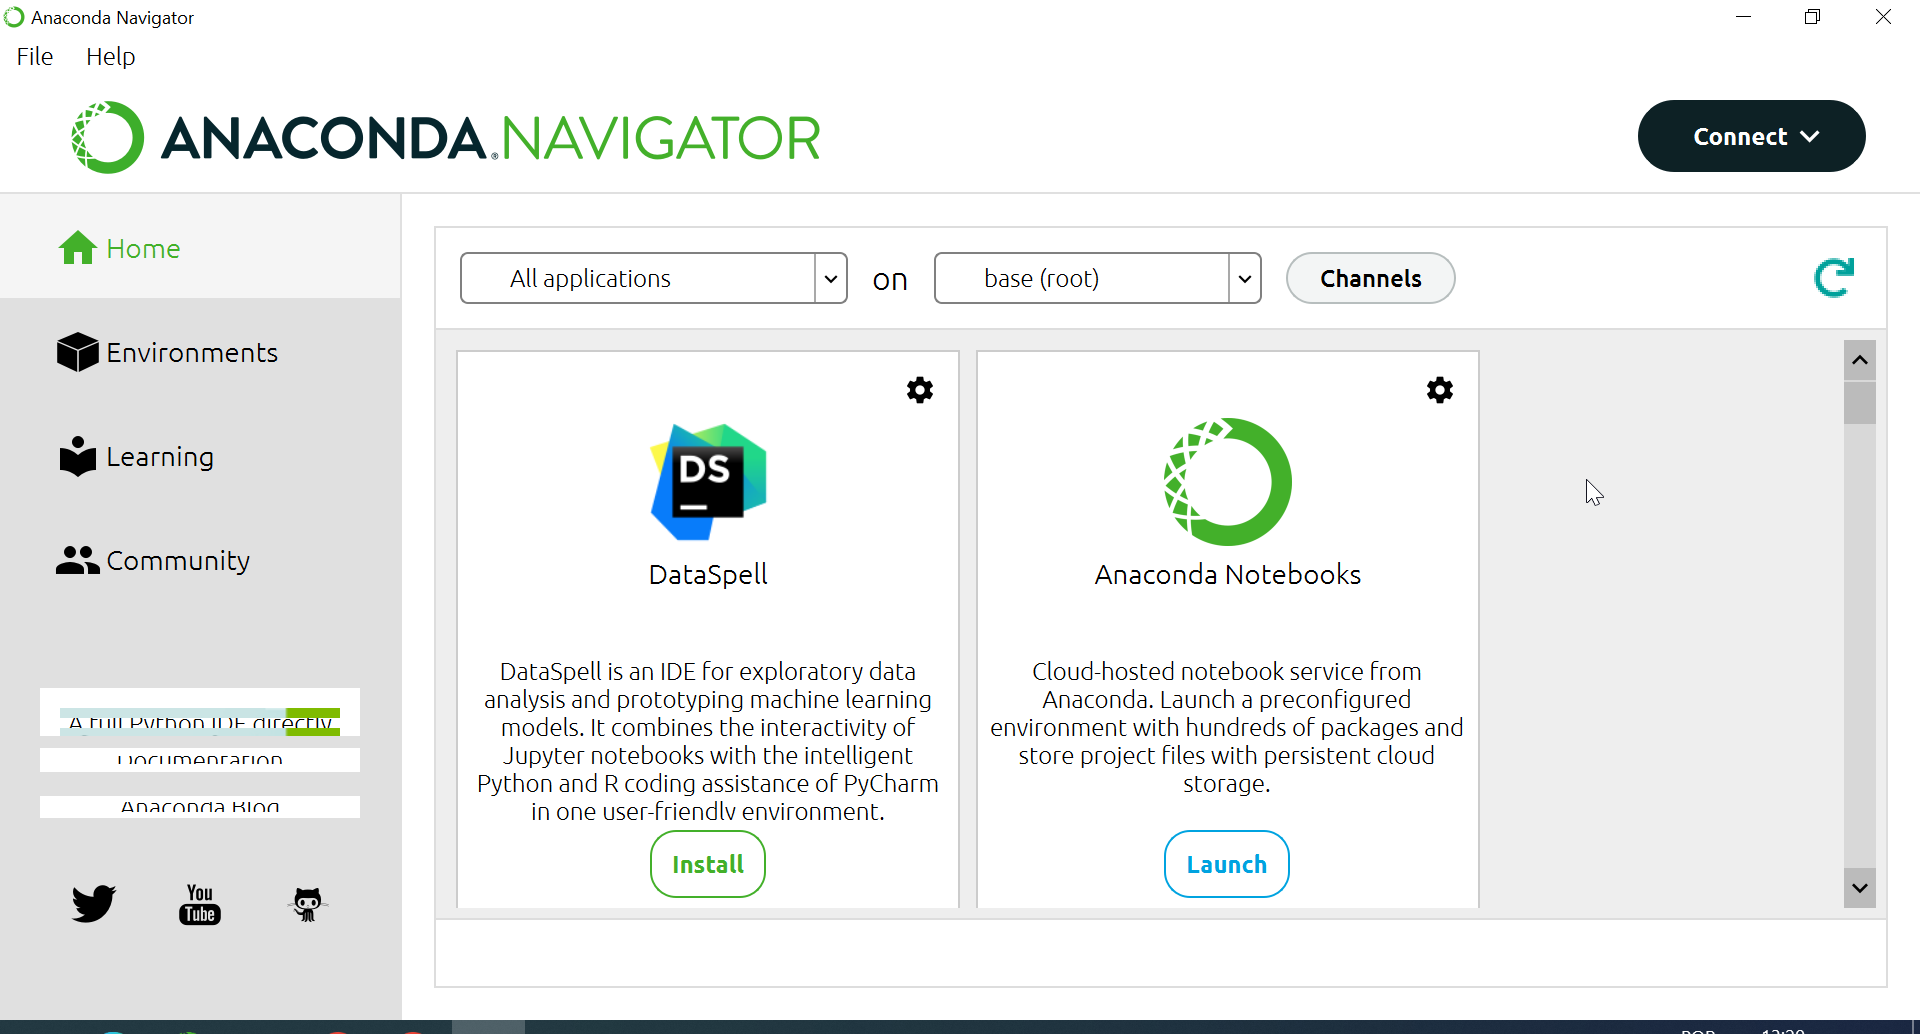 Anaconda Navigator
File Help
ANACONDA.NAVIGATOR
Connect
Home
Environments
Learning
Community
A full Python IDE directly
Documentation
Anaconda Blog
You
Tube
All applications on base (root) Channels
DS
DataSpell
DataSpell is an IDE for exploratory data
analysis and prototyping machine learning
models. It combines the interactivity of
Jupyter notebooks with the intelligent
Python and R coding assistance of PyCharm
in one user-friendly environment.
Install
Anaconda Notebooks
Cloud-hosted notebook service from
Anaconda. Launch a preconfigured
environment with hundreds of packages and
store project files with persistent cloud
storage.
Launch